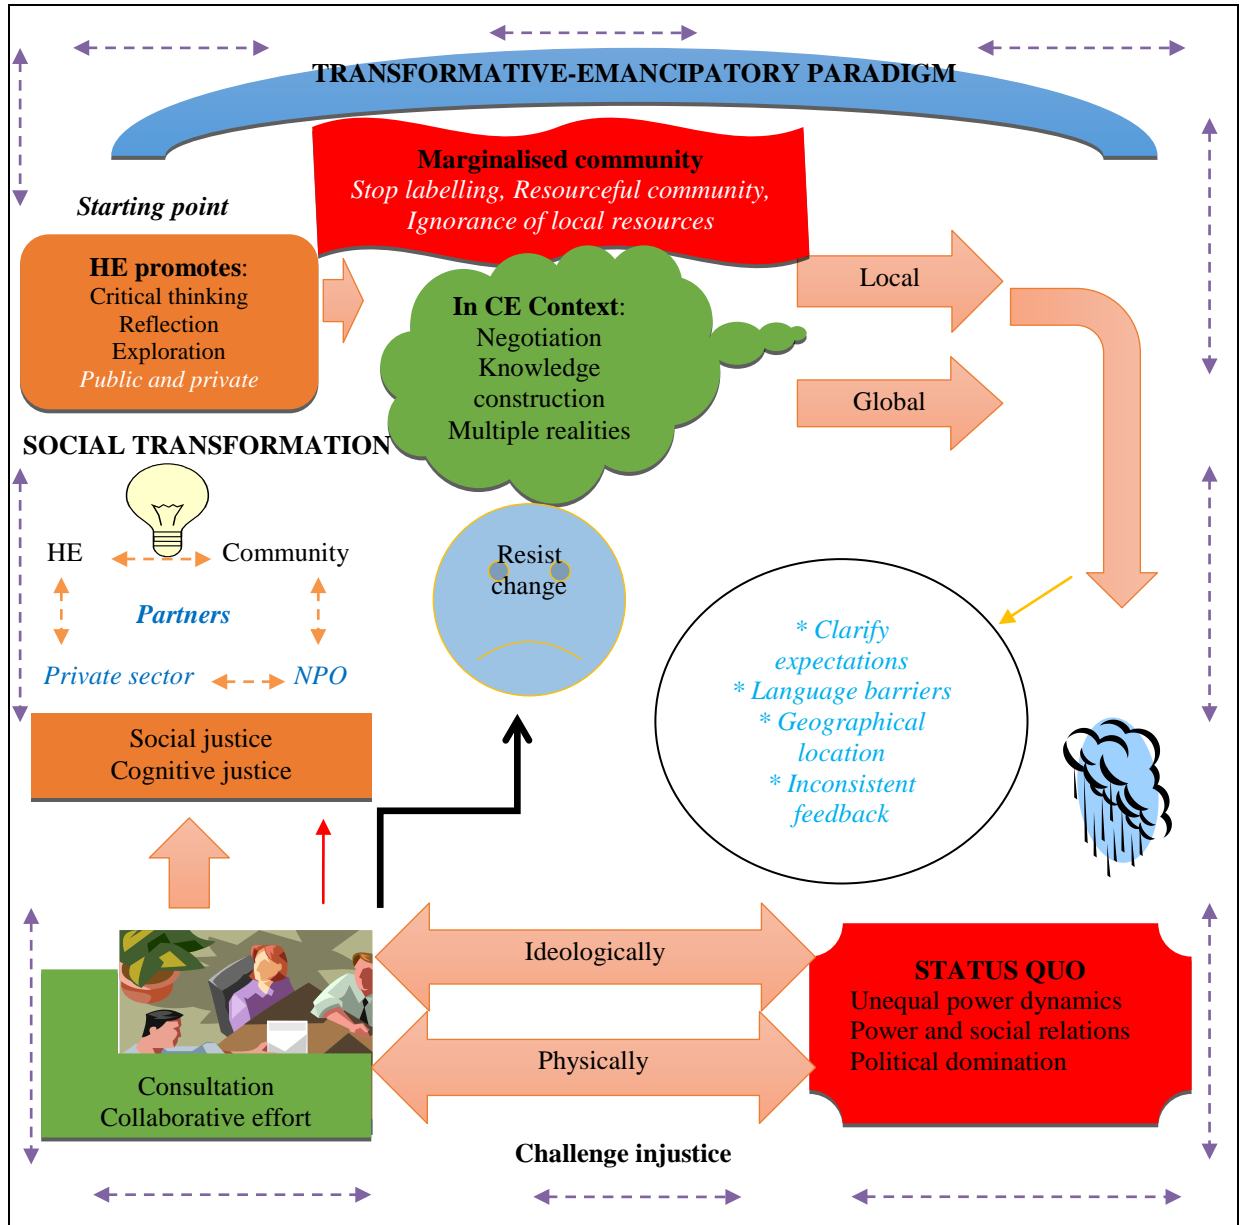 TRANSFORMATIVE-EMANCIPATORY PARADIGM
Marginalised community
Stop labelling, Resourceful community,
Ignorance of local resources
Starting point
HE promotes:
Critical thinking
Reflection
Exploration
Public and private
In CE Context:
Negotiation
Knowledge
construction
Multiple realities
Local
Global
SOCIAL TRANSFORMATION
HE
Community
Partners
Private sector
NPO
Resist
change
* Clarify
expectations
* Language barriers
* Geographical
location
* Inconsistent
feedback
Social justice
Cognitive justice
Ideologically
Physically
STATUS QUO
Unequal power dynamics
Power and social relations
Political domination
Consultation
Collaborative effort
Challenge injustice